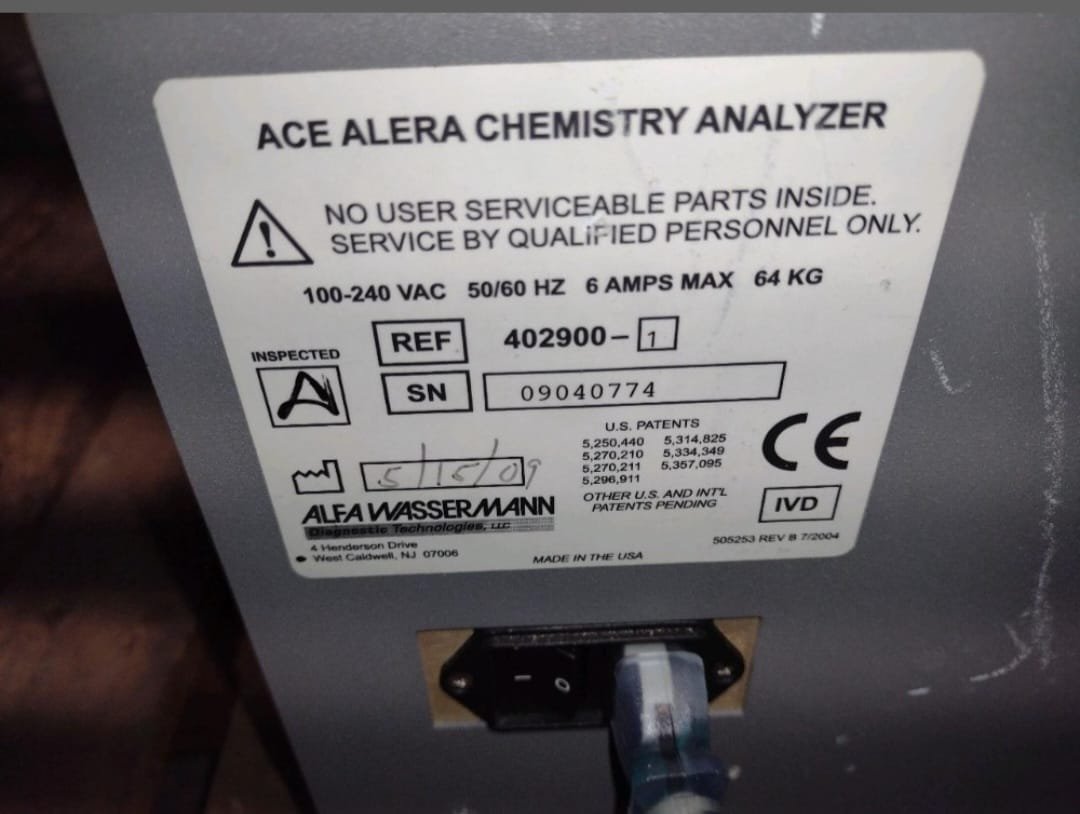 ACE ALERA CHEMISTRY ANALYZER
NO USER SERVICEABLE PARTS INSIDE.
SERVICE BY QUALIFIED PERSONNEL ONLY.
100-240 VAC 50/60 HZ 6 AMPS MAX 64 KG
REF 402900-1
INSPECTED
A
SN 09040774
5/15/09
U.S. PATENTS
5,250,440 5,314,825
5,270,210 5,334,349
5,270,211 5,357,095
5,296,911
OTHER U.S. AND INT'L
PATENTS PENDING
CE
IVD
ALFA WASSERMANN
Diagnostic Technologies, LLC
4 Henderson Drive
West Caldwell, NJ 07006
MADE IN THE USA
505253 REV B 7/2004